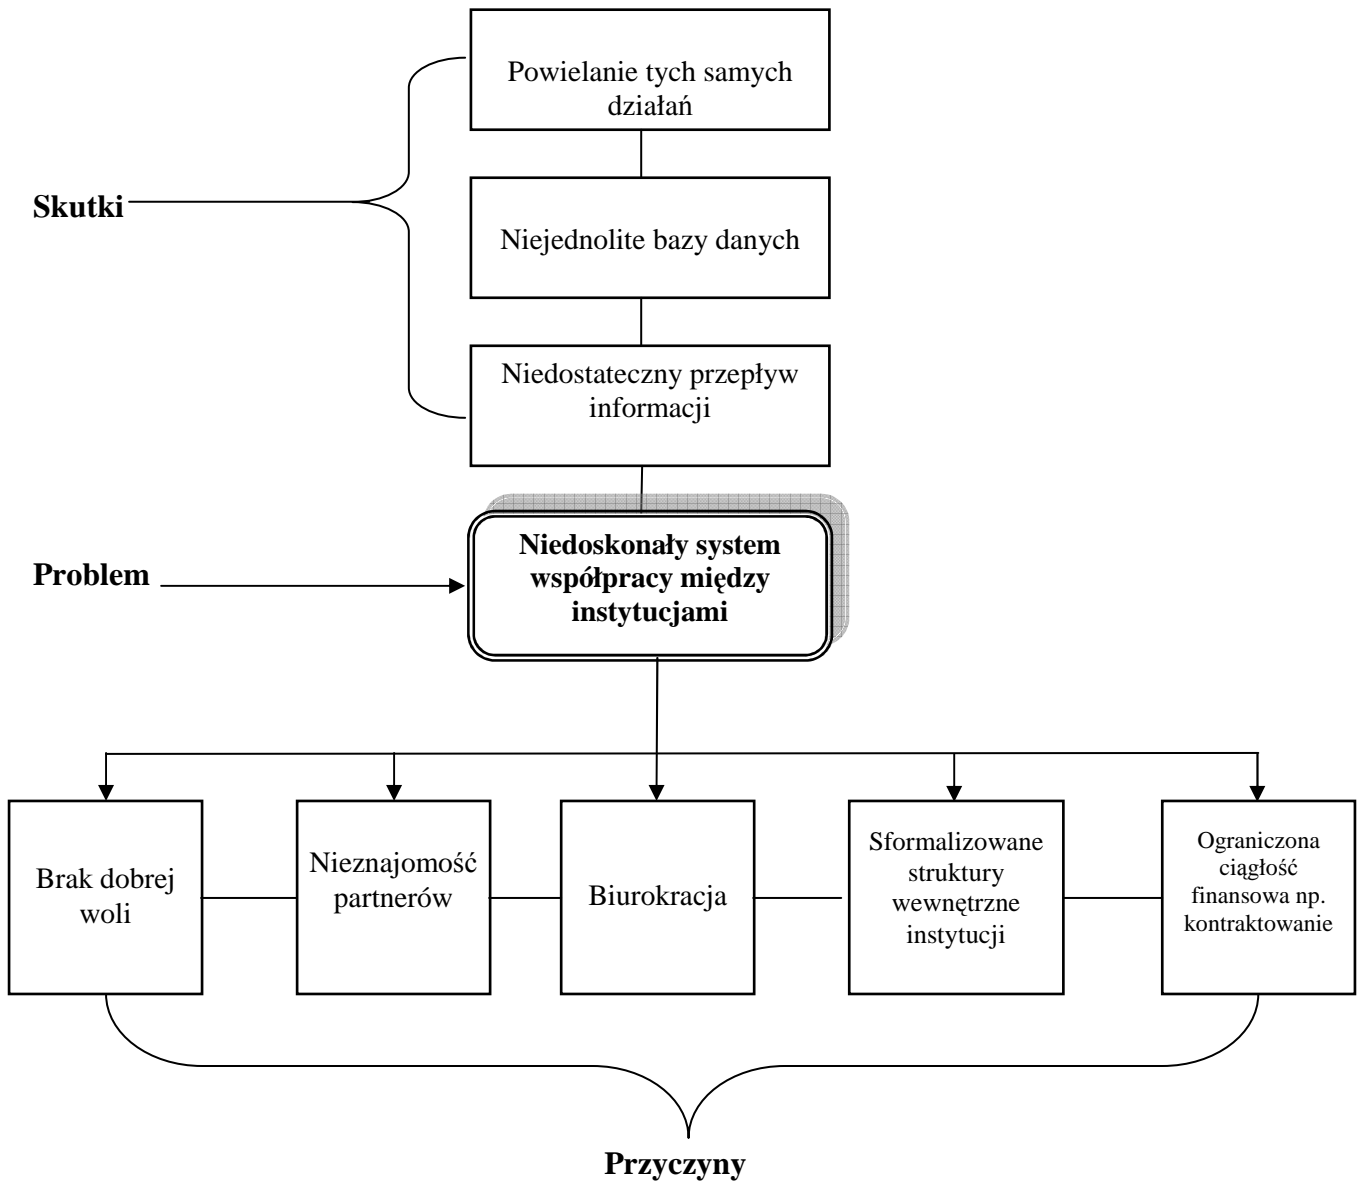 Powielanie tych samych
działań
Skutki
Niejednolite bazy danych
Niedostateczny przepływ
informacji
Problem
Niedoskonały system
współpracy między
instytucjami
Brak dobrej
woli
Nieznajomość
partnerów
Biurokracja
Sformalizowane
struktury
wewnętrzne
instytucji
Ograniczona
ciągłość
finansowa np.
kontraktowanie
Przyczyny